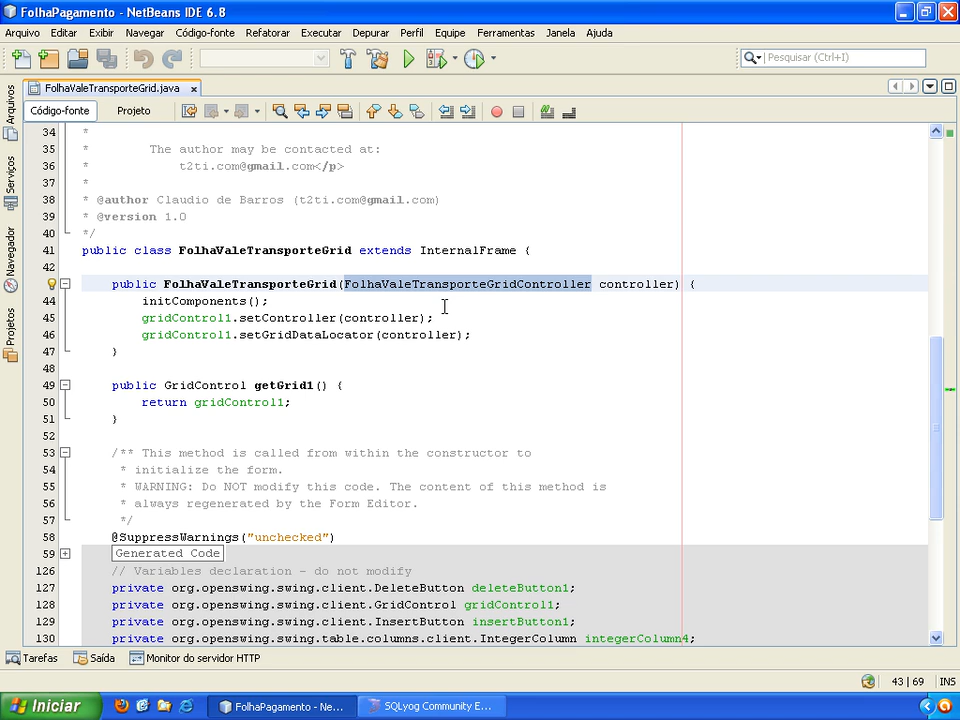 FolhaPagamento - NetBeans IDE 6.8
Arquivo Editar Exibir Navegar Código-fonte Refatorar Executar Depurar Perfil Equipe Ferramentas Janela Ajuda
Pesquisar (Ctrl+I)
FolhaValeTransporteGrid.java x
Código-fonte Projeto
Arquivos
Serviços
Navegador
Projetos
34 *
35 * The author may be contacted at:
36 * t2ti.com@gmail.com</p>
37 *
38 * @author Claudio de Barros (t2ti.com@gmail.com)
39 * @version 1.0
40 */
41 public class FolhaValeTransporteGrid extends InternalFrame {
42
public FolhaValeTransporteGrid(FolhaValeTransporteGridController controller) {
44 initComponents();
45 gridControl1.setController(controller);
46 gridControl1.setGridDataLocator(controller);
47 }
48
49 public GridControl getGrid1() {
50 return gridControl1;
51 }
52
53 /** This method is called from within the constructor to
54 * initialize the form.
55 * WARNING: Do NOT modify this code. The content of this method is
56 * always regenerated by the Form Editor.
57 */
58 @SuppressWarnings("unchecked")
59 Generated Code
126 // Variables declaration - do not modify
127 private org.openswing.swing.client.DeleteButton deleteButton1;
128 private org.openswing.swing.client.GridControl gridControl1;
129 private org.openswing.swing.client.InsertButton insertButton1;
130 private org.openswing.swing.table.columns.client.IntegerColumn integerColumn4;
Tarefas Saída Monitor do servidor HTTP
43 | 69 INS
Iniciar FolhaPagamento - Ne... SQLyog Community E...